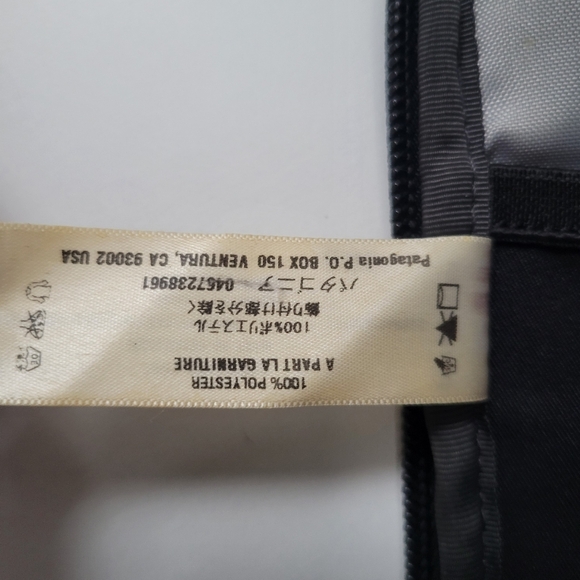 100% POLYESTER
A PART LA GARNITURE
100%ポリエステル
飾り付け部分を除く
パタゴニア 0467238961
Patagonia P.O. BOX 150 VENTURA, CA 93002 USA